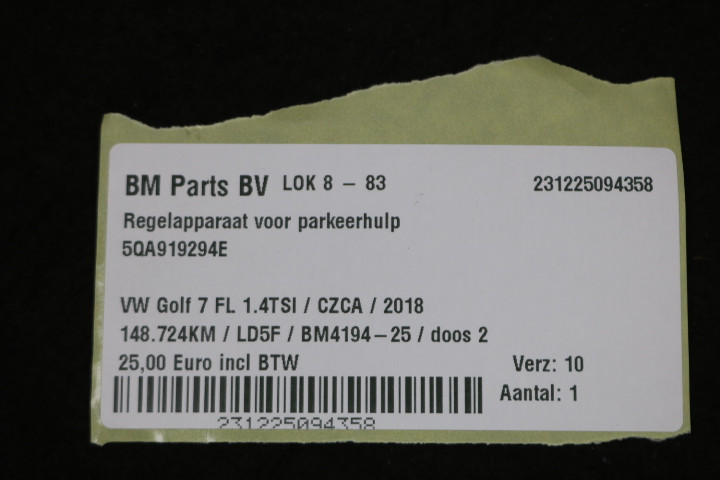 BM Parts BV LOK 8 - 83 231225094358
Regelapparaat voor parkeerhulp
5QA919294E
VW Golf 7 FL 1.4TSI / CZCA / 2018
148.724KM / LD5F / BM4194-25 / doos 2
25,00 Euro incl BTW Verz: 10
Aantal: 1
231225094358